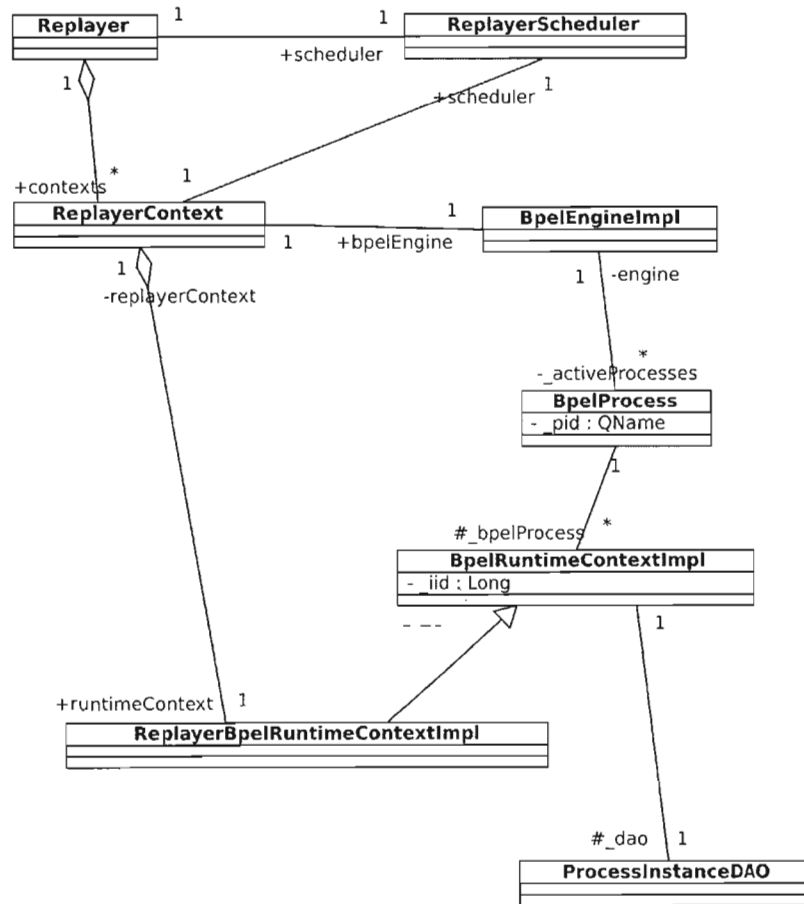 Replayer
1
1
ReplayerScheduler
+scheduler
1
1
+scheduler
*
1
+contexts
ReplayerContext
1
1
+bpelEngine
BpelEngineImpl
1
-replayerContext
1
-engine
*
-_activeProcesses
BpelProcess
- _pid : QName
1
#_bpelProcess
*
BpelRuntimeContextImpl
- _iid : Long
1
+runtimeContext
1
ReplayerBpelRuntimeContextImpl
#_dao
1
ProcessInstanceDAO